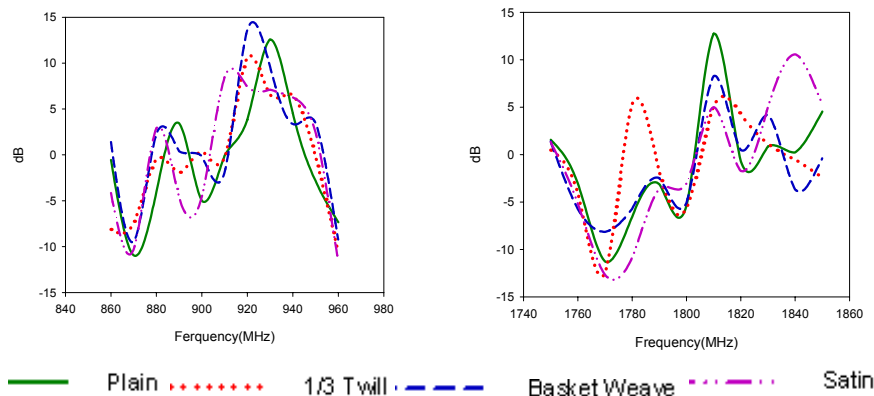 15
10
5
0
-5
-10
-15
dB
840 860 880 900 920 940 960 980
Ferquency(MHz)
15
10
5
0
-5
-10
-15
dB
1740 1760 1780 1800 1820 1840 1860
Frequency(MHz)
Plain 1/3 Twill Basket Weave Satin